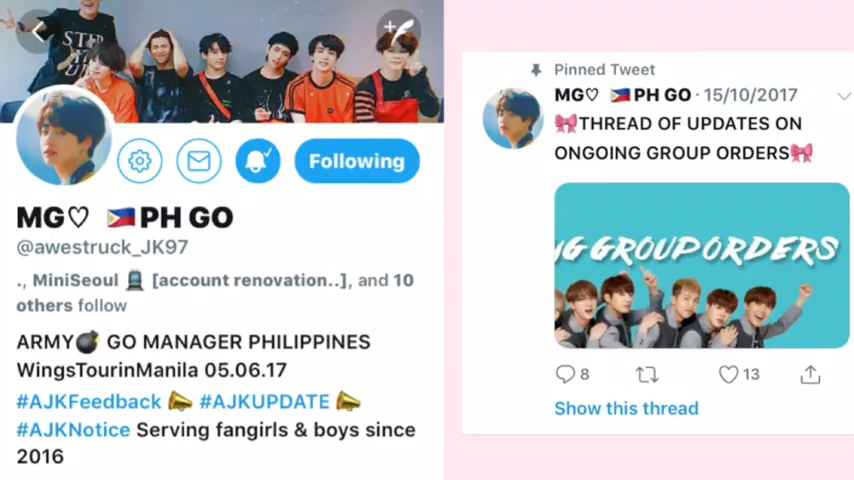 STEP
Following
MG♡ 🇵🇭PH GO
@awestruck_JK97
., MiniSeoul 🚊 [account renovation..], and 10
others follow
ARMY💣 GO MANAGER PHILIPPINES
WingsTourinManila 05.06.17
#AJKFeedback 📣 #AJKUPDATE 📣
#AJKNotice Serving fangirls & boys since
2016
Pinned Tweet
MG♡ 🇵🇭PH GO · 15/10/2017
🎀THREAD OF UPDATES ON
ONGOING GROUP ORDERS🎀
G GROUP ORDERS
8 13
Show this thread